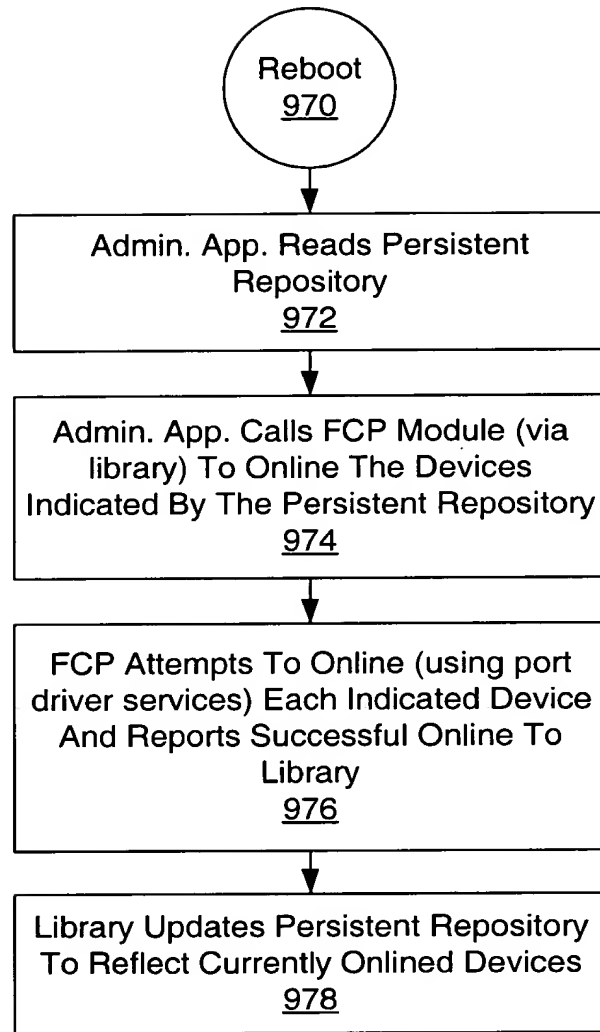 Reboot
970
Admin. App. Reads Persistent
Repository
972
Admin. App. Calls FCP Module (via
library) To Online The Devices
Indicated By The Persistent Repository
974
FCP Attempts To Online (using port
driver services) Each Indicated Device
And Reports Successful Online To
Library
976
Library Updates Persistent Repository
To Reflect Currently Onlined Devices
978